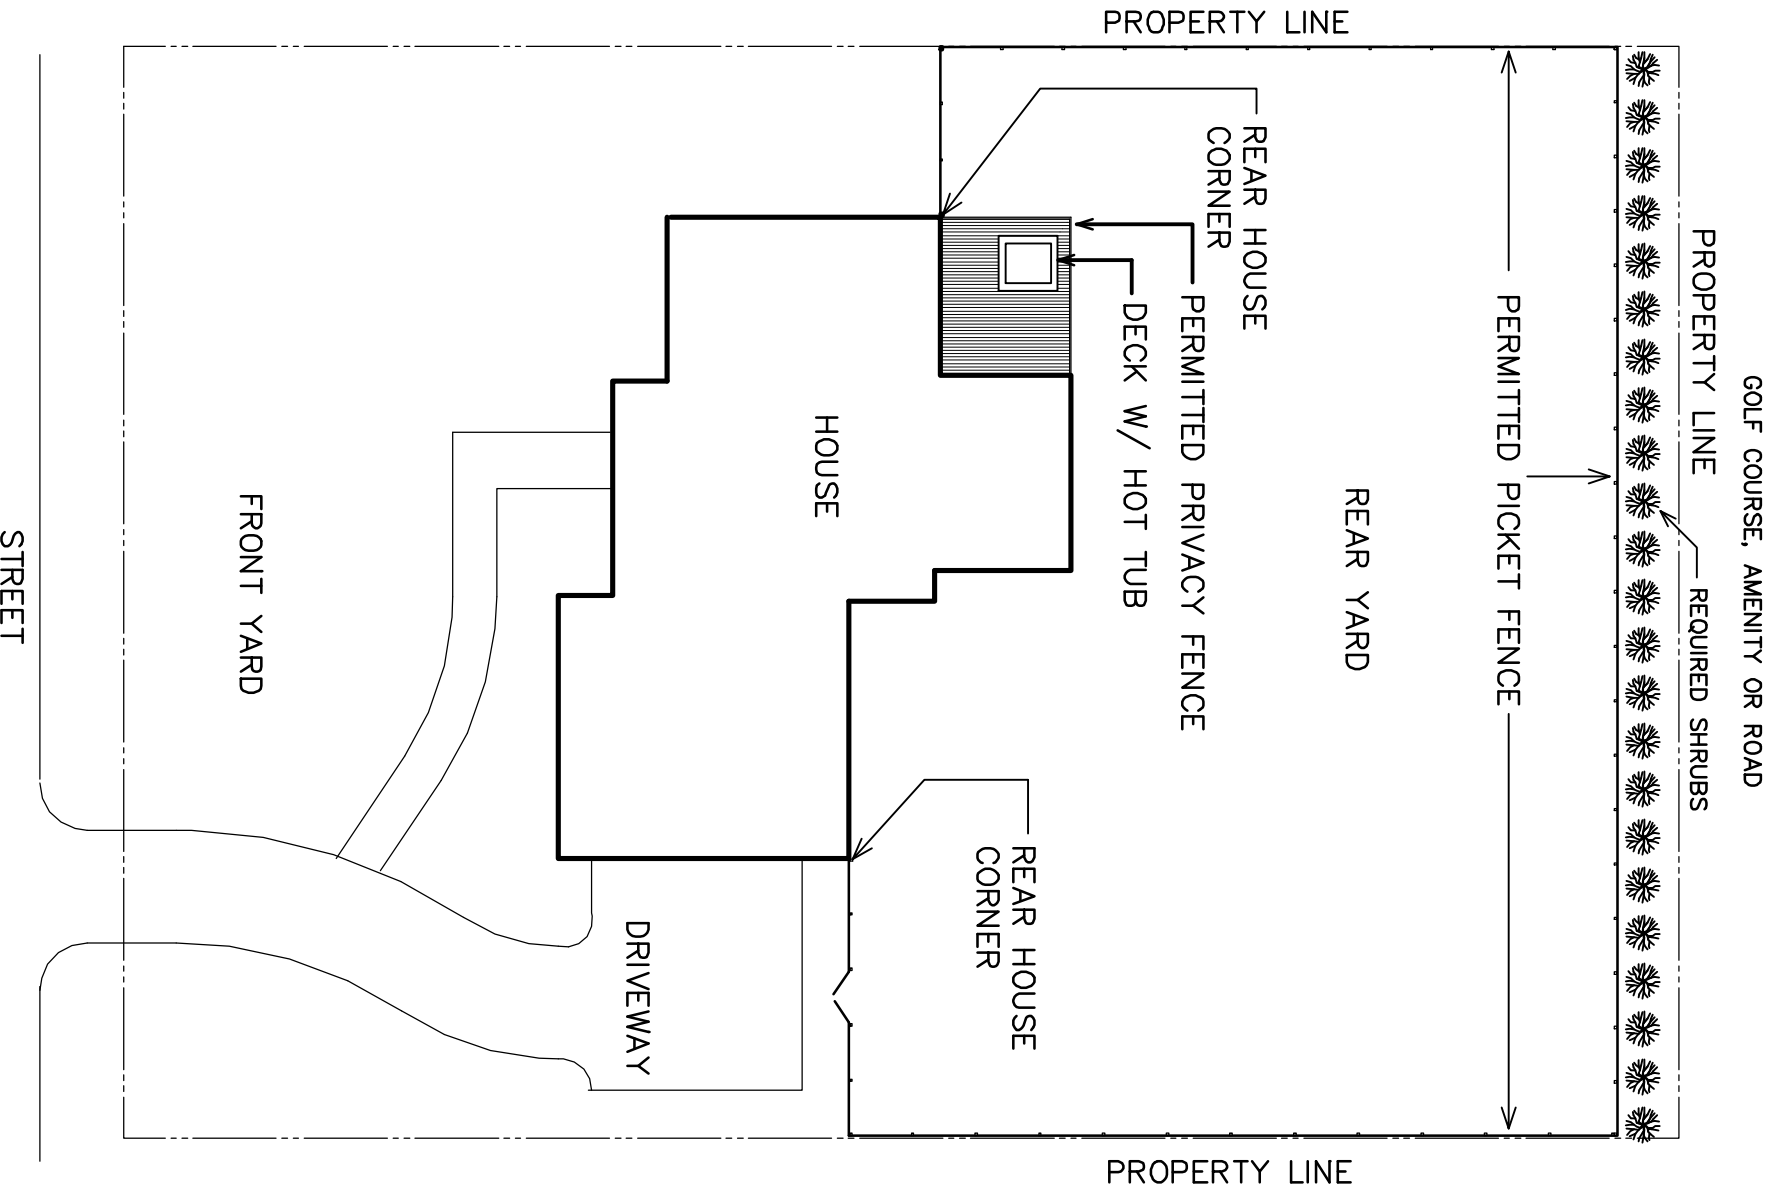 PROPERTY LINE
GOLF COURSE, AMENITY OR ROAD
PROPERTY LINE
REQUIRED SHRUBS
PERMITTED PICKET FENCE
REAR YARD
REAR HOUSE
CORNER
PERMITTED PRIVACY FENCE
DECK W/ HOT TUB
REAR HOUSE
CORNER
HOUSE
DRIVEWAY
FRONT YARD
STREET
PROPERTY LINE